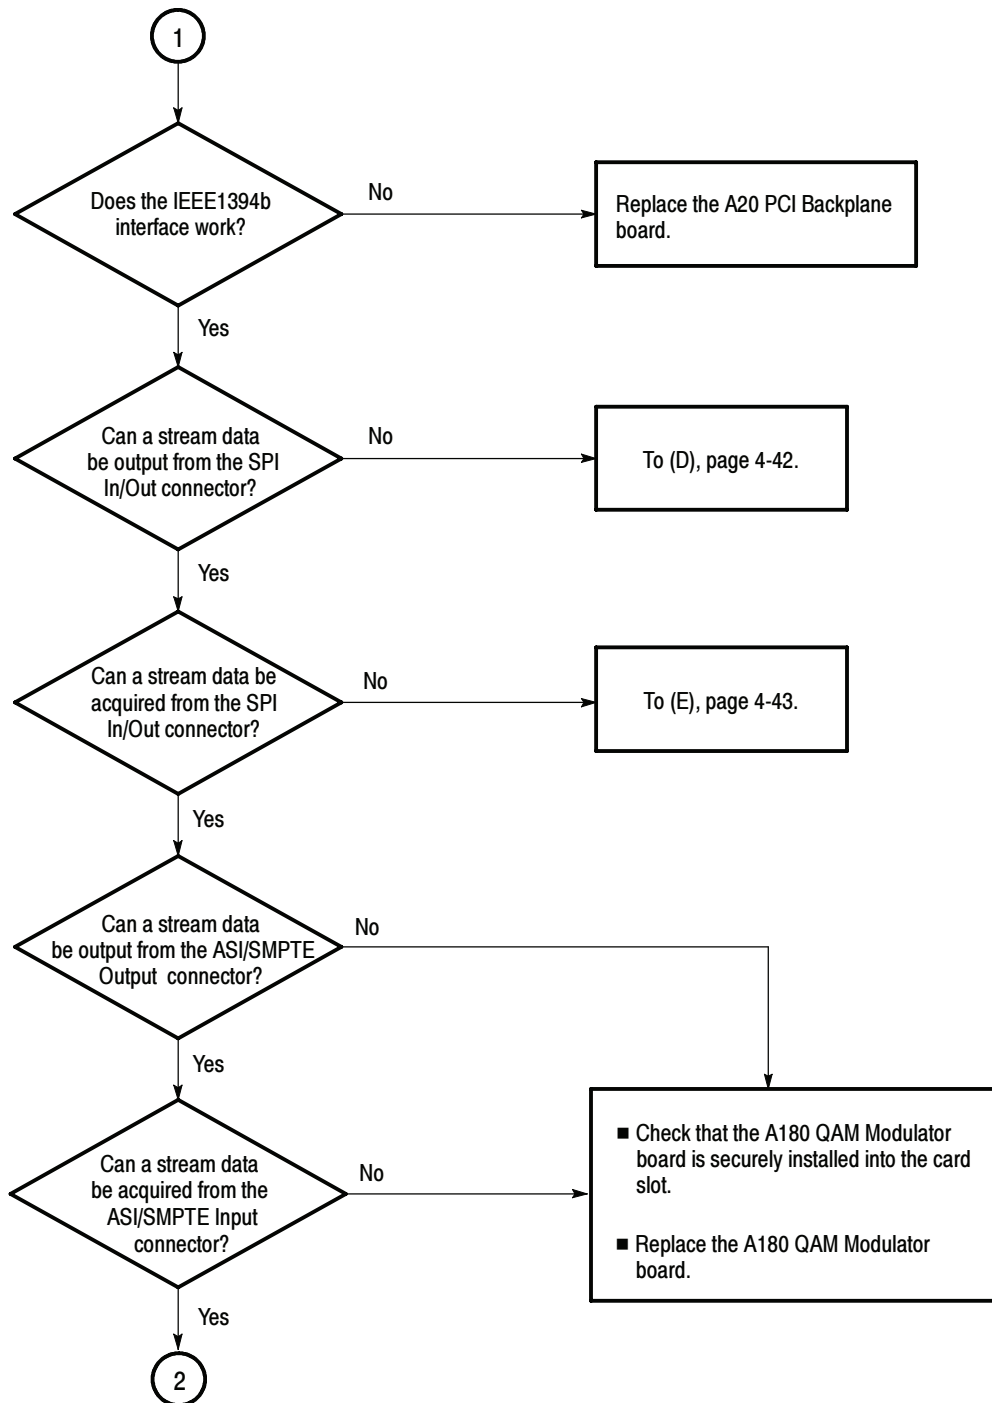 1
Does the IEEE1394b
interface work?
No
Replace the A20 PCI Backplane
board.
Yes
Can a stream data
be output from the SPI
In/Out connector?
No
To (D), page 4-42.
Yes
Can a stream data be
acquired from the SPI
In/Out connector?
No
To (E), page 4-43.
Yes
Can a stream data
be output from the ASI/SMPTE
Output connector?
No
Yes
Can a stream data
be acquired from the
ASI/SMPTE Input
connector?
No
■ Check that the A180 QAM Modulator
board is securely installed into the card
slot.
■ Replace the A180 QAM Modulator
board.
Yes
2